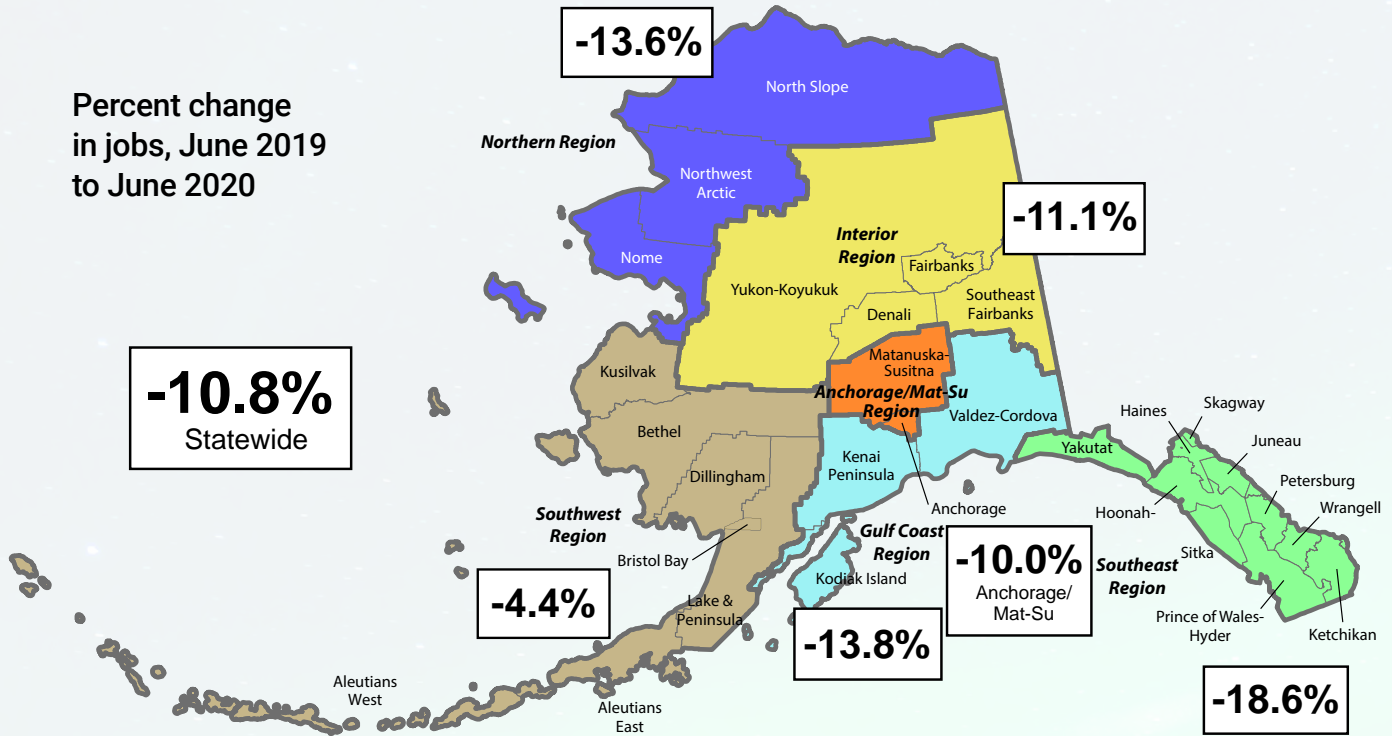 Percent change
in jobs, June 2019
to June 2020
-13.6%
North Slope
Northern Region
Northwest
Arctic
Nome
-11.1%
Interior
Region
Fairbanks
Yukon-Koyukuk
Denali
Southeast
Fairbanks
-10.8%
Statewide
Kusilvak
Bethel
Dillingham
Matanuska-
Susitna
Anchorage/Mat-Su
Region
Valdez-Cordova
Kenai
Peninsula
Anchorage
Yakutat
Haines
Skagway
Juneau
Petersburg
Wrangell
Hoonah-
Sitka
Southeast
Region
Prince of Wales-
Hyder
Ketchikan
-18.6%
Southwest
Region
Bristol Bay
-4.4%
Lake &
Peninsula
Gulf Coast
Region
Kodiak Island
-13.8%
-10.0%
Anchorage/
Mat-Su
Aleutians
West
Aleutians
East